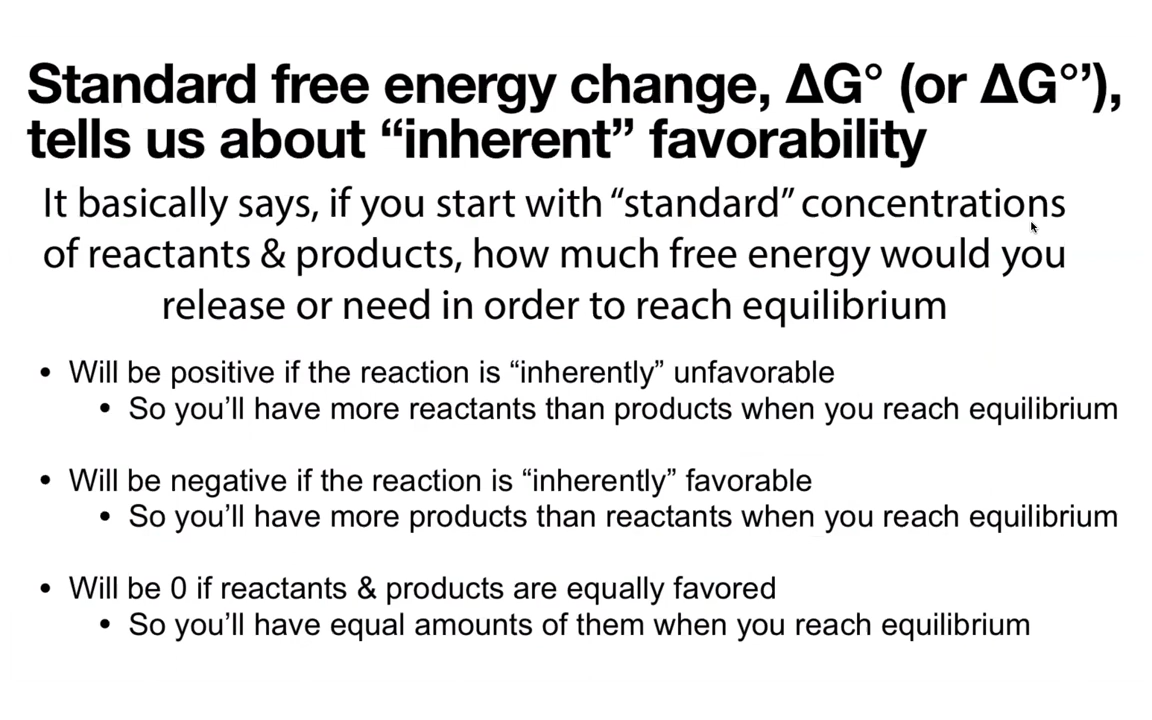 Standard free energy change, ΔG° (or ΔG°’),
tells us about “inherent” favorability
It basically says, if you start with “standard” concentrations
of reactants & products, how much free energy would you
release or need in order to reach equilibrium
• Will be positive if the reaction is “inherently” unfavorable
• So you’ll have more reactants than products when you reach equilibrium
• Will be negative if the reaction is “inherently” favorable
• So you’ll have more products than reactants when you reach equilibrium
• Will be 0 if reactants & products are equally favored
• So you’ll have equal amounts of them when you reach equilibrium